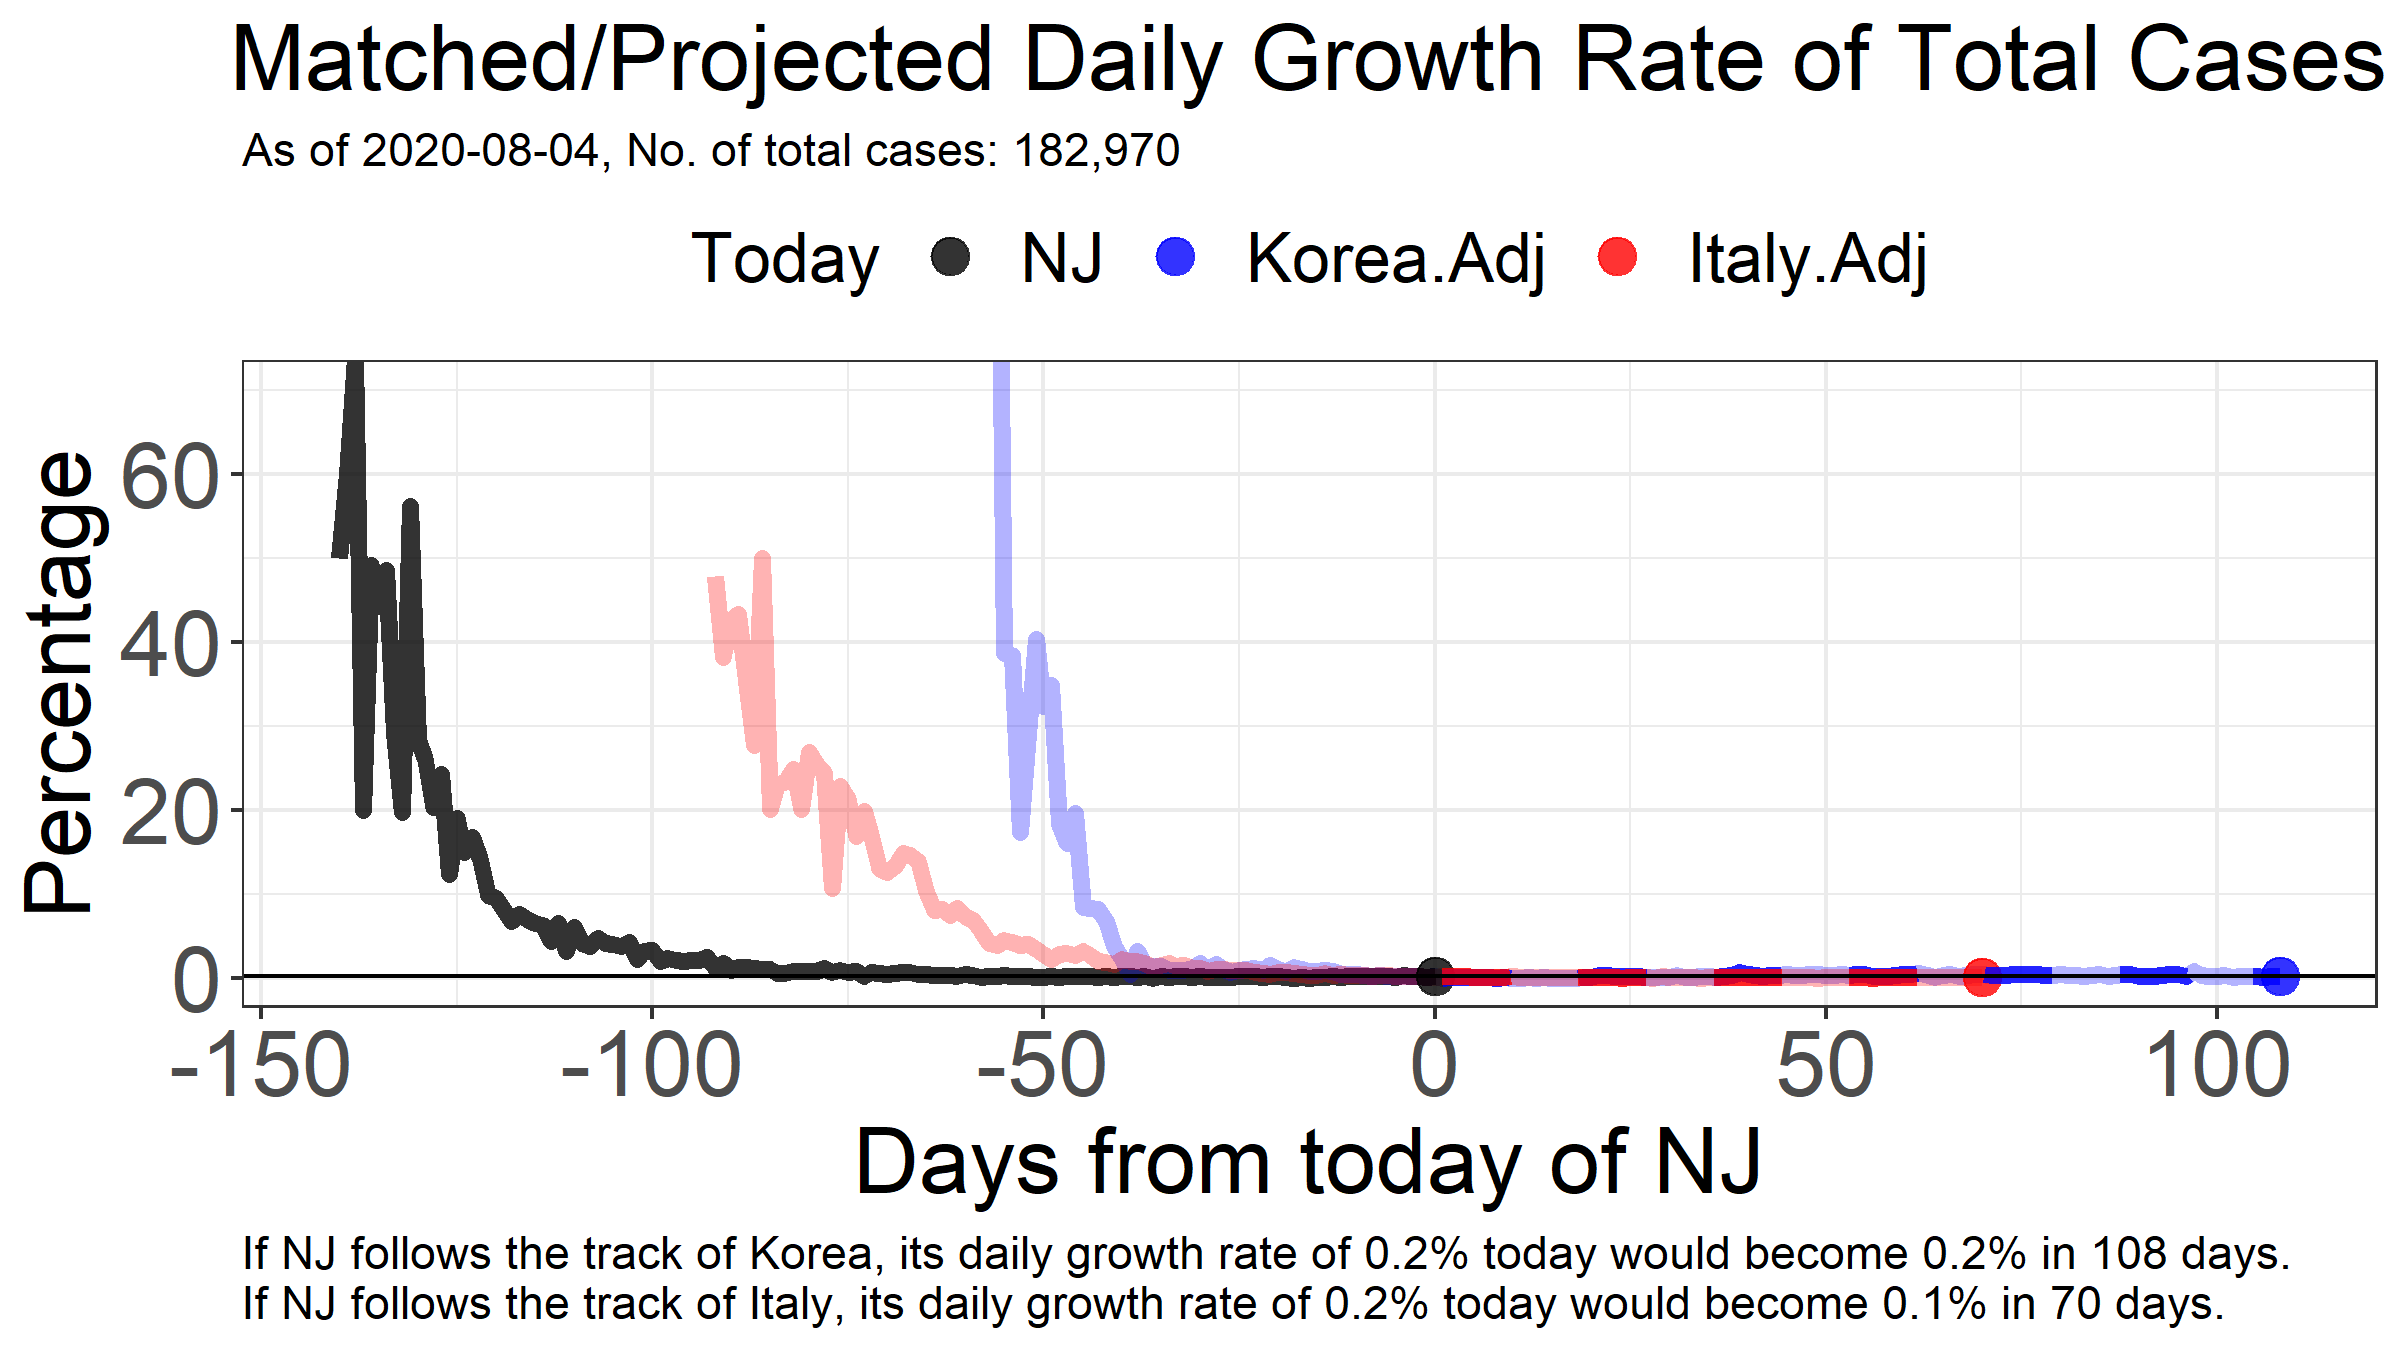 Matched/Projected Daily Growth Rate of Total Cases
As of 2020-08-04, No. of total cases: 182,970
Today NJ Korea.Adj Italy.Adj
Percentage
60
40
20
0
-150 -100 -50 0 50 100
Days from today of NJ
If NJ follows the track of Korea, its daily growth rate of 0.2% today would become 0.2% in 108 days.
If NJ follows the track of Italy, its daily growth rate of 0.2% today would become 0.1% in 70 days.